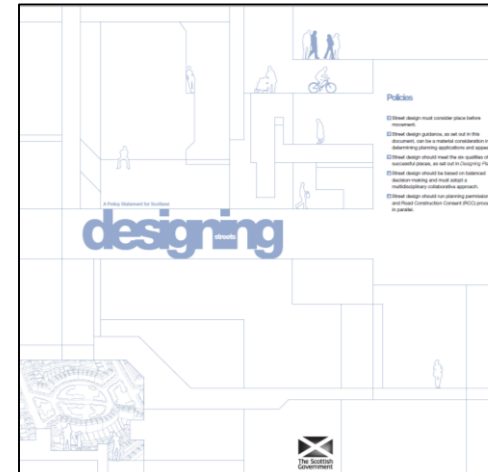 Policies
Street design must consider place before
movement.
Street design guidance, as set out in this
document, can be a material consideration in
determining planning applications and
Street design should meet the six qualities of
successful places, as set out in Designing
Street design should be based on balanced
decision-making and must adopt a
multidisciplinary collaborative approach.
Street design should run planning permission
and Road Construction Consent (RCC)
in parallel.
A Policy Statement for Scotland
designing
streets
The Scottish
Government